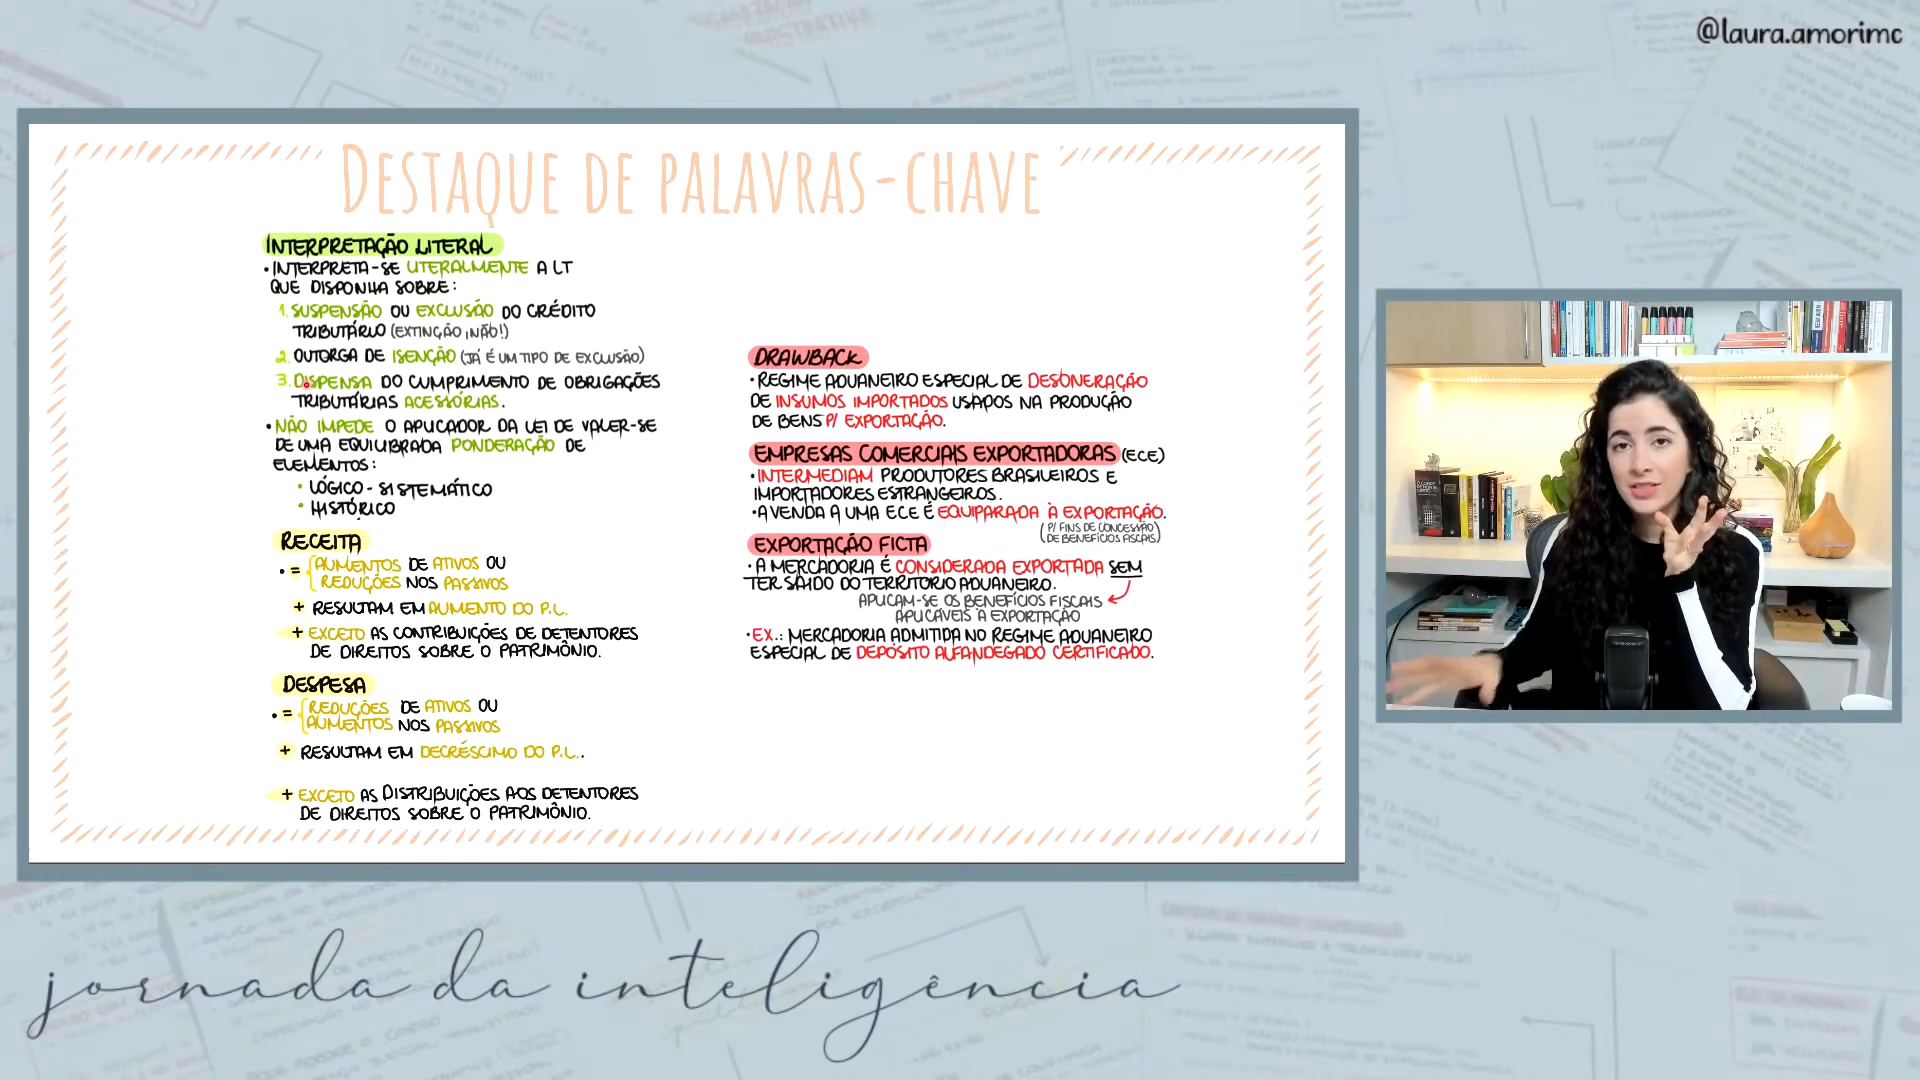 @laura.amorimc
DESTAQUE DE PALAVRAS-CHAVE
INTERPRETAÇÃO LITERAL
• INTERPRETA-SE LITERALMENTE A LT
QUE DISPONHA SOBRE:
1. SUSPENSÃO OU EXCLUSÃO DO CRÉDITO
TRIBUTÁRIO (EXTINÇÃO NÃO!)
2. OUTORGA DE ISENÇÃO (JÁ É UM TIPO DE EXCLUSÃO)
3. DISPENSA DO CUMPRIMENTO DE OBRIGAÇÕES
TRIBUTÁRIAS ACESSÓRIAS.
• NÃO IMPEDE O APLICADOR DA LEI DE VALER-SE
DE UMA EQUILIBRADA PONDERAÇÃO DE
ELEMENTOS:
• LÓGICO-SISTEMÁTICO
• HISTÓRICO
RECEITA
• = { AUMENTOS DE ATIVOS OU
REDUÇÕES NOS PASSIVOS
+ RESULTAM EM AUMENTO DO P.L.
+ EXCETO AS CONTRIBUIÇÕES DE DETENTORES
DE DIREITOS SOBRE O PATRIMÔNIO.
DESPESA
• = { REDUÇÕES DE ATIVOS OU
AUMENTOS NOS PASSIVOS
+ RESULTAM EM DECRÉSCIMO DO P.L..
+ EXCETO AS DISTRIBUIÇÕES AOS DETENTORES
DE DIREITOS SOBRE O PATRIMÔNIO.
DRAWBACK
• REGIME ADUANEIRO ESPECIAL DE DESONERAÇÃO
DE INSUMOS IMPORTADOS USADOS NA PRODUÇÃO
DE BENS P/ EXPORTAÇÃO.
EMPRESAS COMERCIAIS EXPORTADORAS (ECE)
• INTERMEDIAM PRODUTORES BRASILEIROS E
IMPORTADORES ESTRANGEIROS.
• A VENDA A UMA ECE É EQUIPARADA À EXPORTAÇÃO.
(P/ FINS DE CONCESSÃO
DE BENEFÍCIOS FISCAIS)
EXPORTAÇÃO FICTA
• A MERCADORIA É CONSIDERADA EXPORTADA SEM
TER SAÍDO DO TERRITÓRIO ADUANEIRO.
APLICAM-SE OS BENEFÍCIOS FISCAIS
APLICÁVEIS À EXPORTAÇÃO
• EX.: MERCADORIA ADMITIDA NO REGIME ADUANEIRO
ESPECIAL DE DEPÓSITO ALFANDEGADO CERTIFICADO.
jornada da inteligência